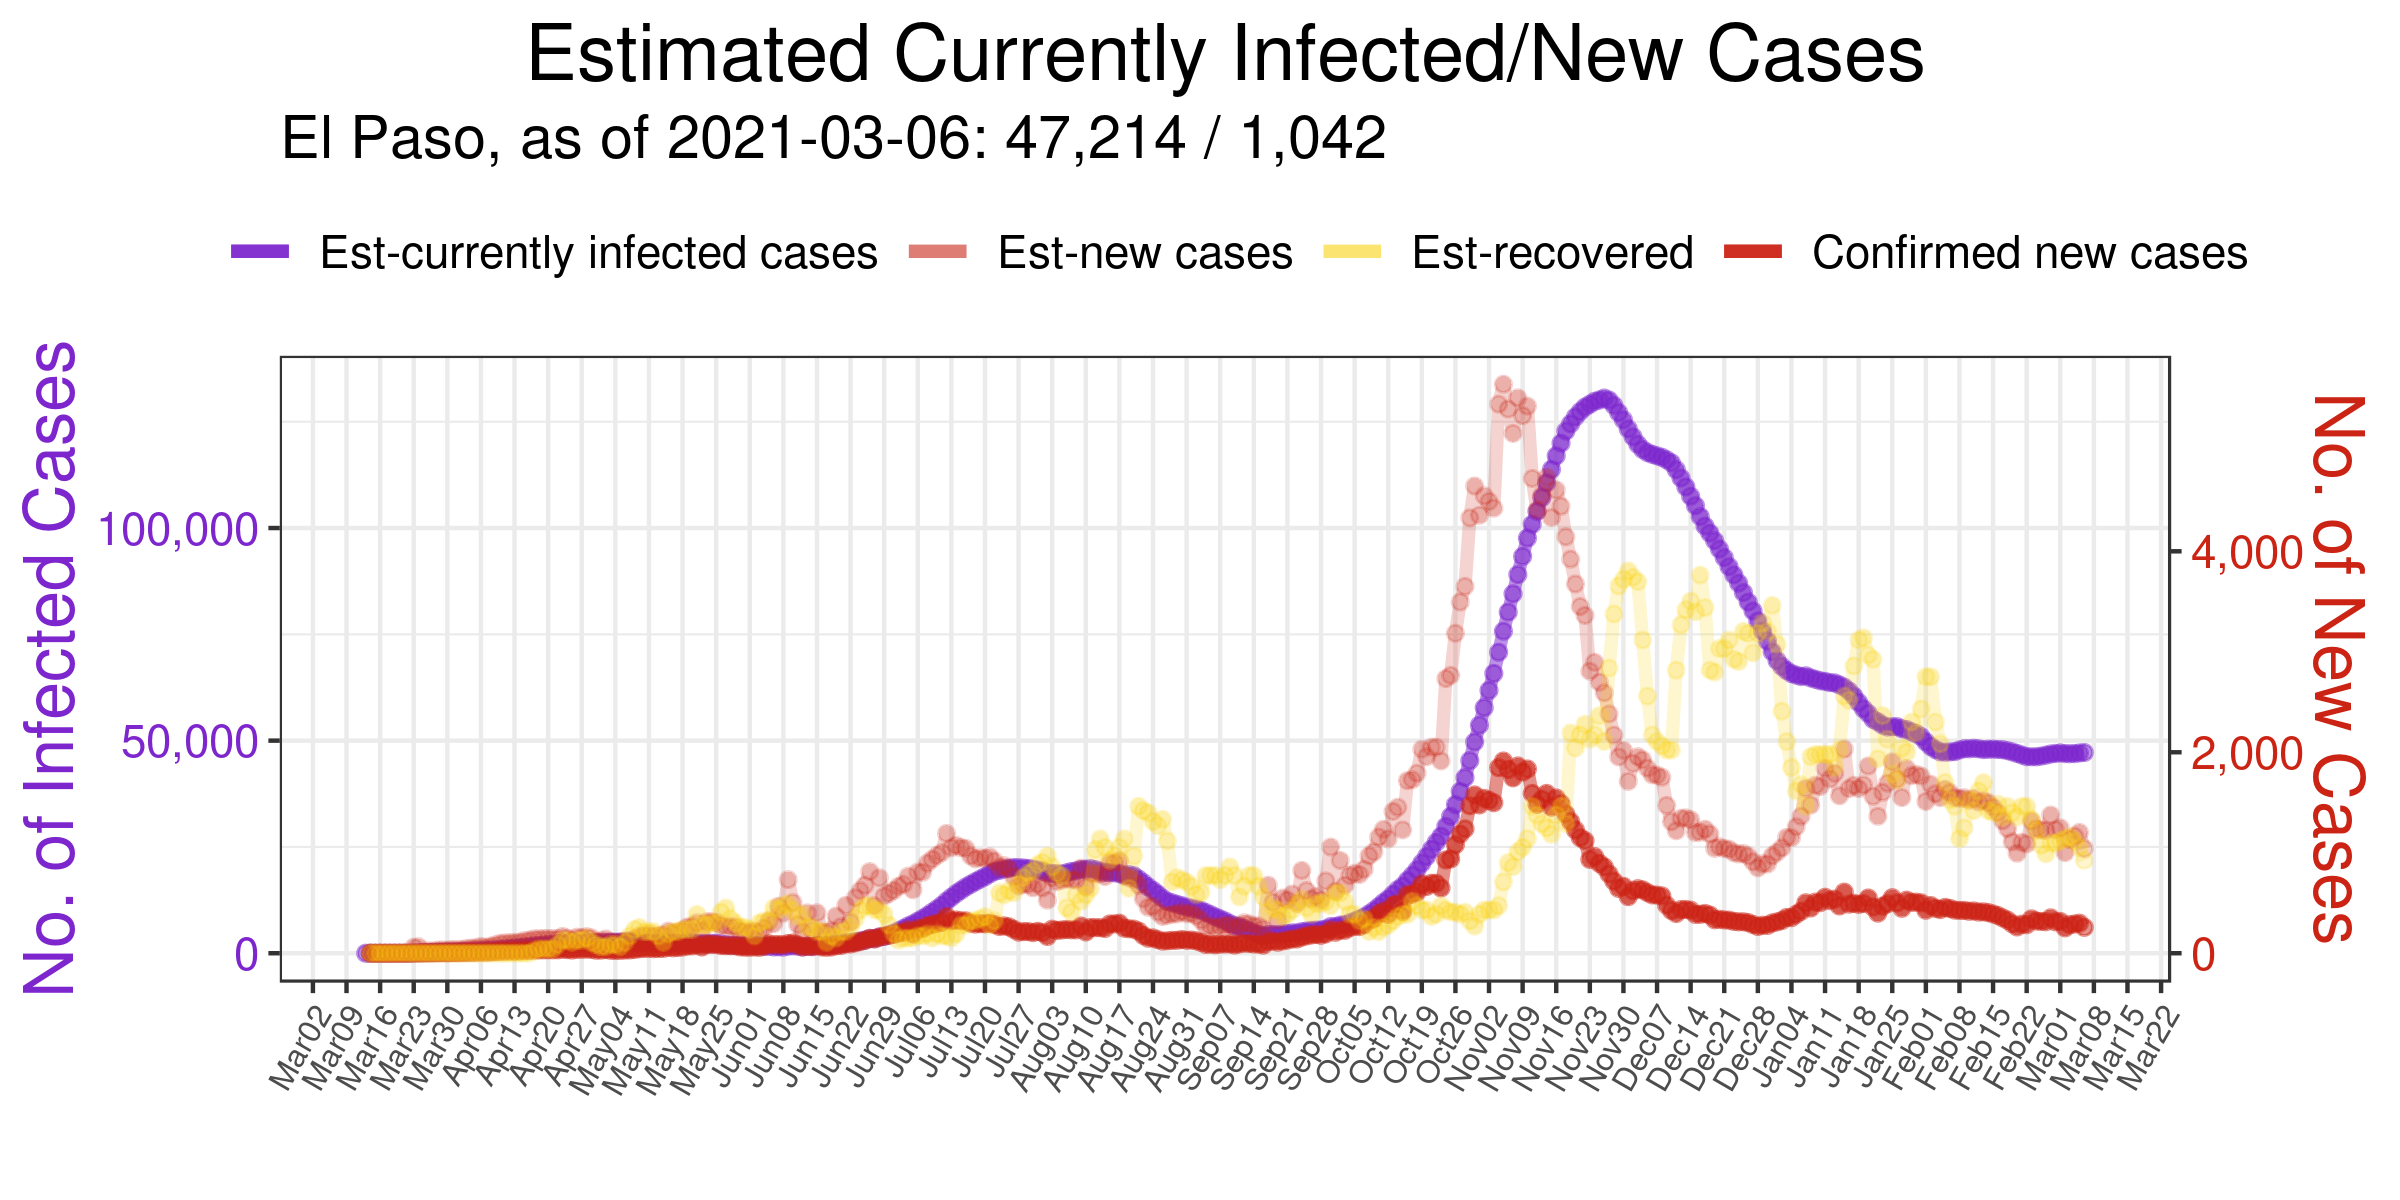 Estimated Currently Infected/New Cases
El Paso, as of 2021-03-06: 47,214 / 1,042
Est-currently infected cases Est-new cases Est-recovered Confirmed new cases
No. of Infected Cases
100,000
50,000
0
4,000
2,000
0
No. of New Cases
Mar02 Mar09 Mar16 Mar23 Mar30 Apr06 Apr13 Apr20 Apr27 May04 May11 May18 May25 Jun01 Jun08 Jun15 Jun22 Jun29 Jul06 Jul13 Jul20 Jul27 Aug03 Aug10 Aug17 Aug24 Aug31 Sep07 Sep14 Sep21 Sep28 Oct05 Oct12 Oct19 Oct26 Nov02 Nov09 Nov16 Nov23 Nov30 Dec07 Dec14 Dec21 Dec28 Jan04 Jan11 Jan18 Jan25 Feb01 Feb08 Feb15 Feb22 Mar01 Mar08 Mar15 Mar22